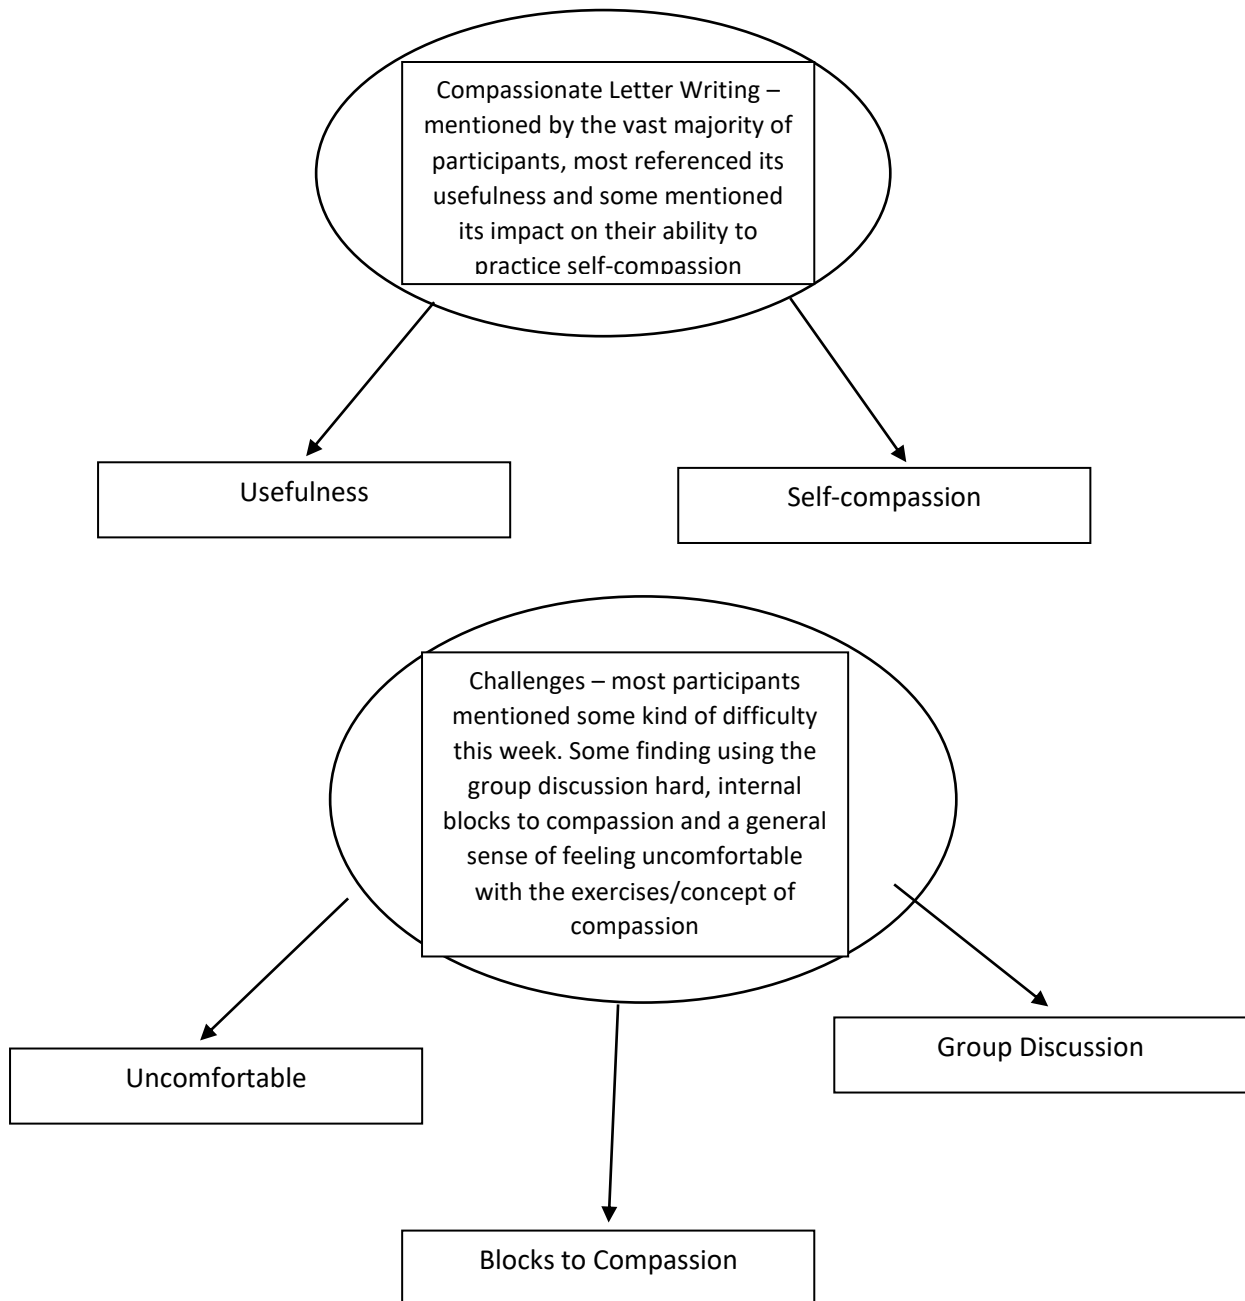 Compassionate Letter Writing –
mentioned by the vast majority of
participants, most referenced its
usefulness and some mentioned
its impact on their ability to
practice self-compassion
Usefulness
Self-compassion
Challenges – most participants
mentioned some kind of difficulty
this week. Some finding using the
group discussion hard, internal
blocks to compassion and a general
sense of feeling uncomfortable
with the exercises/concept of
compassion
Group Discussion
Uncomfortable
Blocks to Compassion